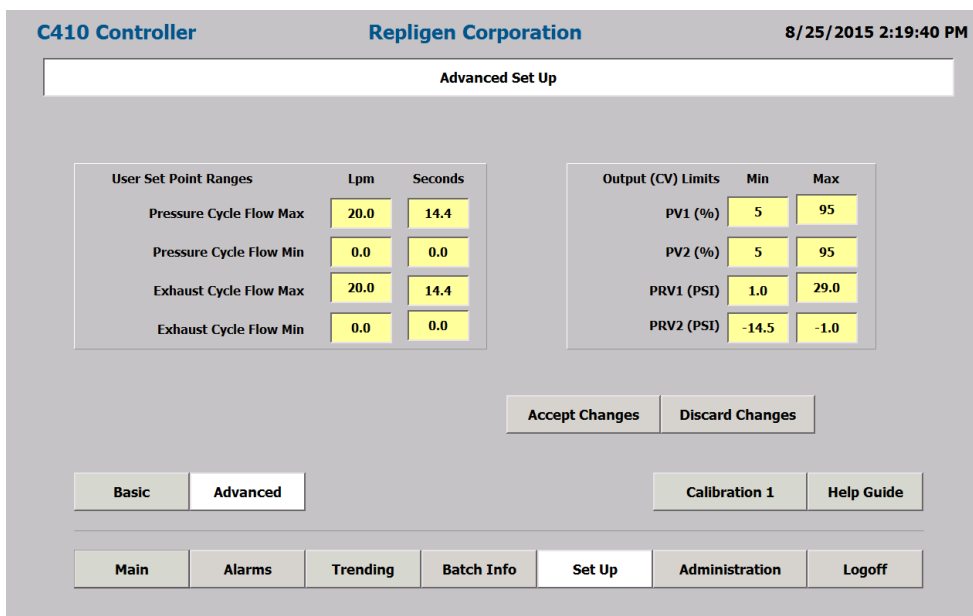 C410 Controller Repligen Corporation 8/25/2015 2:19:40 PM
Advanced Set Up
User Set Point Ranges Lpm Seconds
Pressure Cycle Flow Max 20.0 14.4
Pressure Cycle Flow Min 0.0 0.0
Exhaust Cycle Flow Max 20.0 14.4
Exhaust Cycle Flow Min 0.0 0.0
Output (CV) Limits Min Max
PV1 (%) 5 95
PV2 (%) 5 95
PRV1 (PSI) 1.0 29.0
PRV2 (PSI) -14.5 -1.0
Accept Changes Discard Changes
Basic Advanced Calibration 1 Help Guide
Main Alarms Trending Batch Info Set Up Administration Logoff